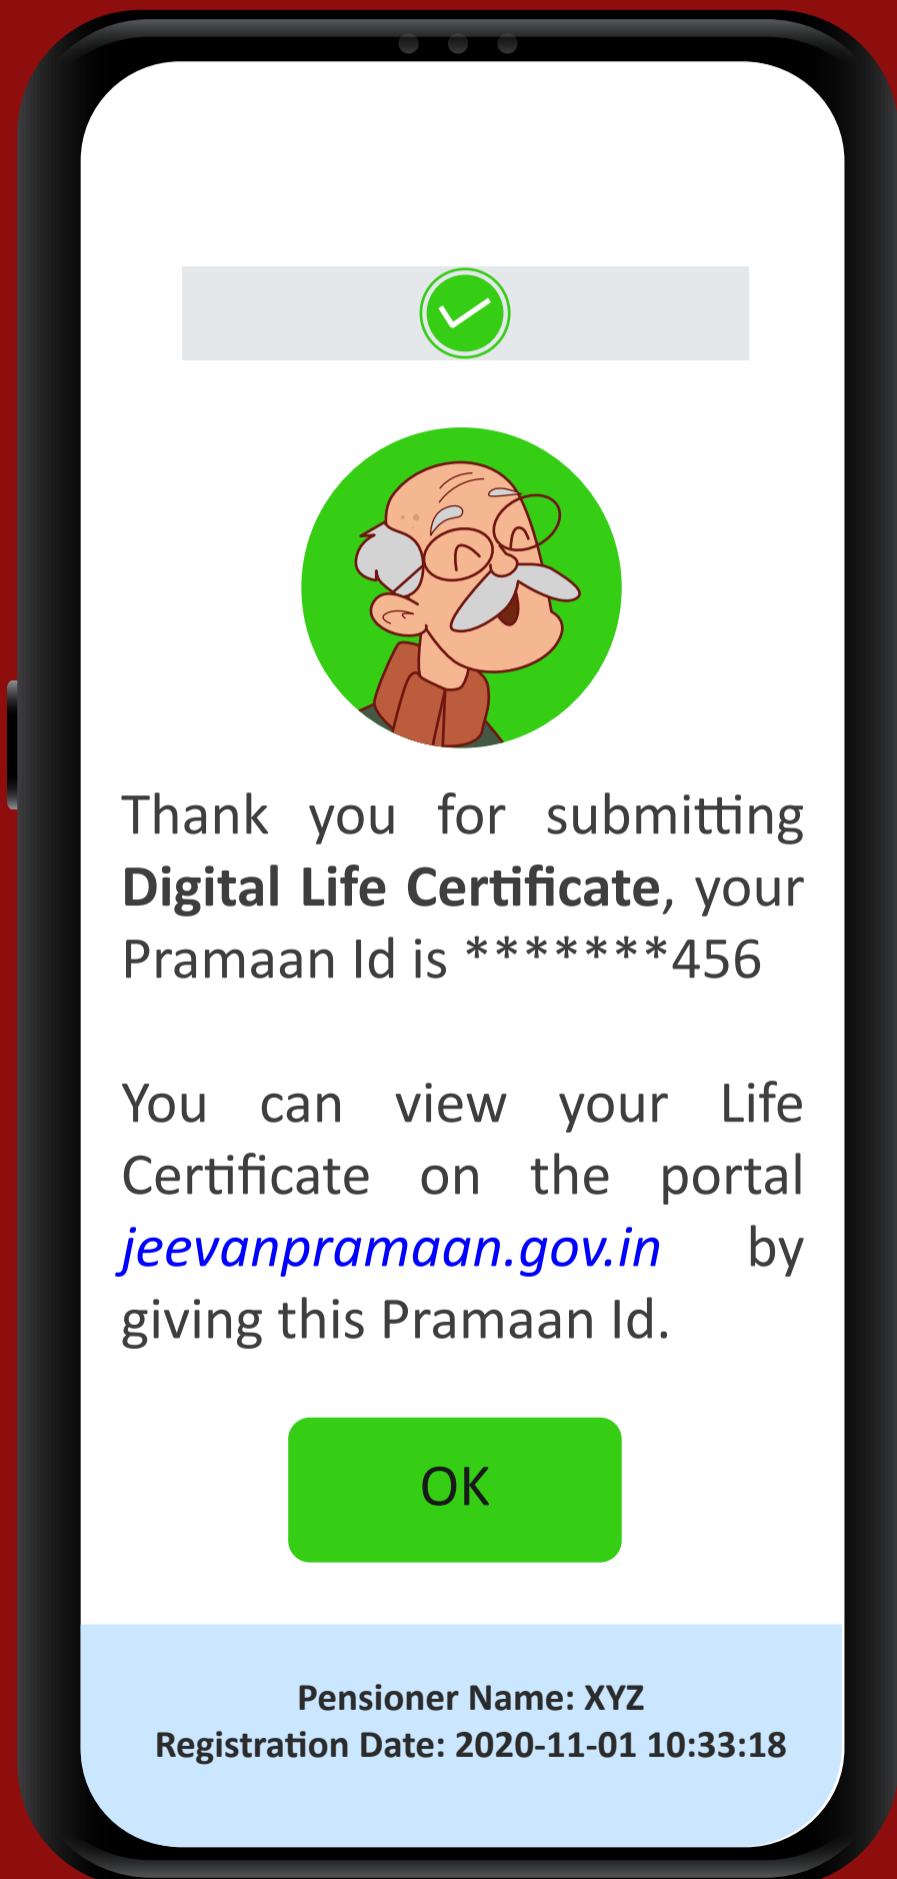 Thank you for submitting
Digital Life Certificate, your
Pramaan Id is *******456
You can view your Life
Certificate on the portal
jeevanpramaan.gov.in by
giving this Pramaan Id.
OK
Pensioner Name: XYZ
Registration Date: 2020-11-01 10:33:18